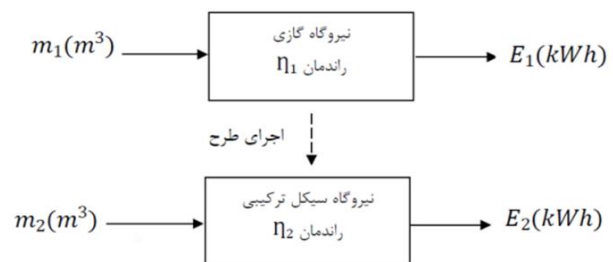 m₁(m³)
نیروگاه گازی
راندمان η₁
E₁(kWh)
اجرای طرح
m₂(m³)
نیروگاه سیکل ترکیبی
راندمان η₂
E₂(kWh)